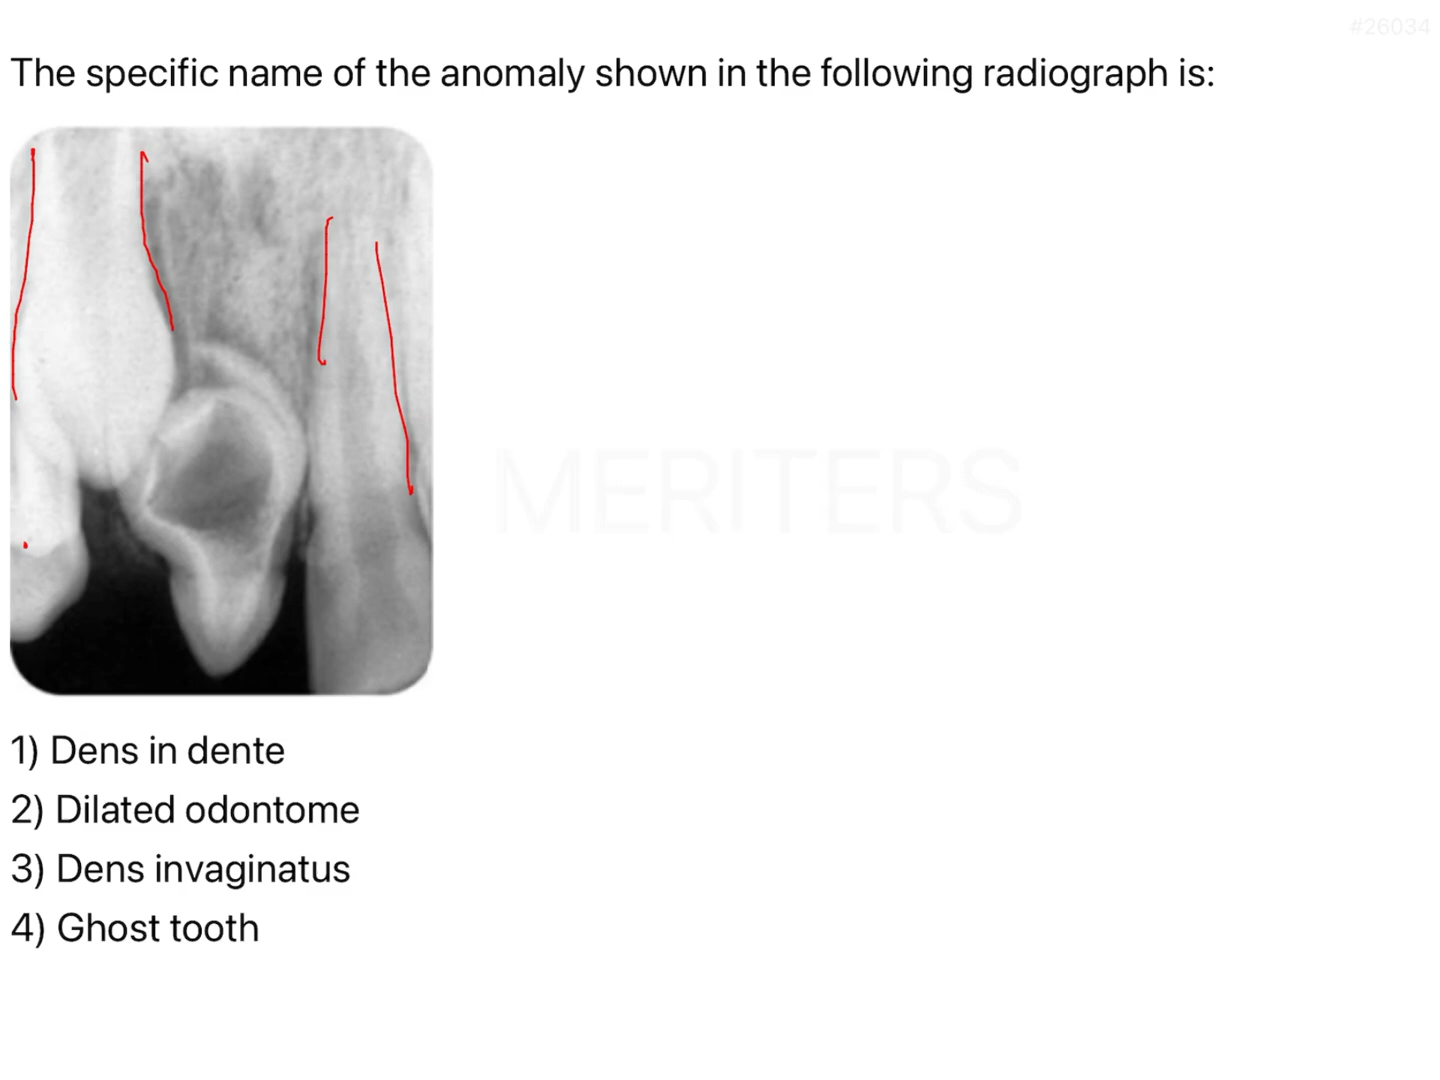 #26034
The specific name of the anomaly shown in the following radiograph is:
MERITERS
1) Dens in dente
2) Dilated odontome
3) Dens invaginatus
4) Ghost tooth